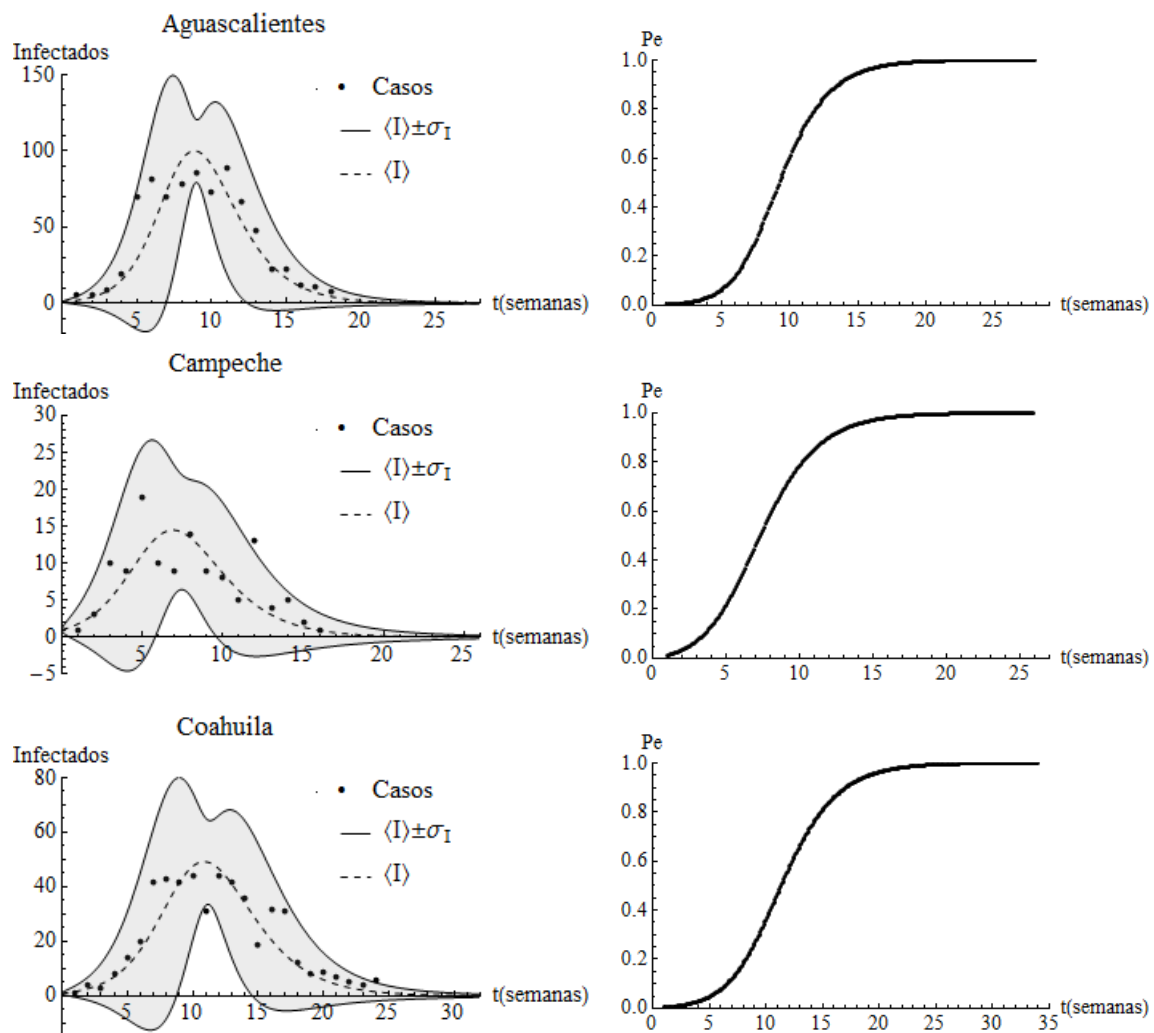 Aguascalientes
Infectados
150
100
50
0
5 10 15 20 25
t(semanas)
Casos
⟨I⟩±σI
⟨I⟩
Pe
1.0
0.8
0.6
0.4
0.2
0.0
0 5 10 15 20 25
t(semanas)
Campeche
Infectados
30
25
20
15
10
5
0
−5
5 10 15 20 25
t(semanas)
Casos
⟨I⟩±σI
⟨I⟩
Pe
1.0
0.8
0.6
0.4
0.2
0.0
0 5 10 15 20 25
t(semanas)
Coahuila
Infectados
80
60
40
20
0
5 10 15 20 25 30
t(semanas)
Casos
⟨I⟩±σI
⟨I⟩
Pe
1.0
0.8
0.6
0.4
0.2
0.0
0 5 10 15 20 25 30 35
t(semanas)